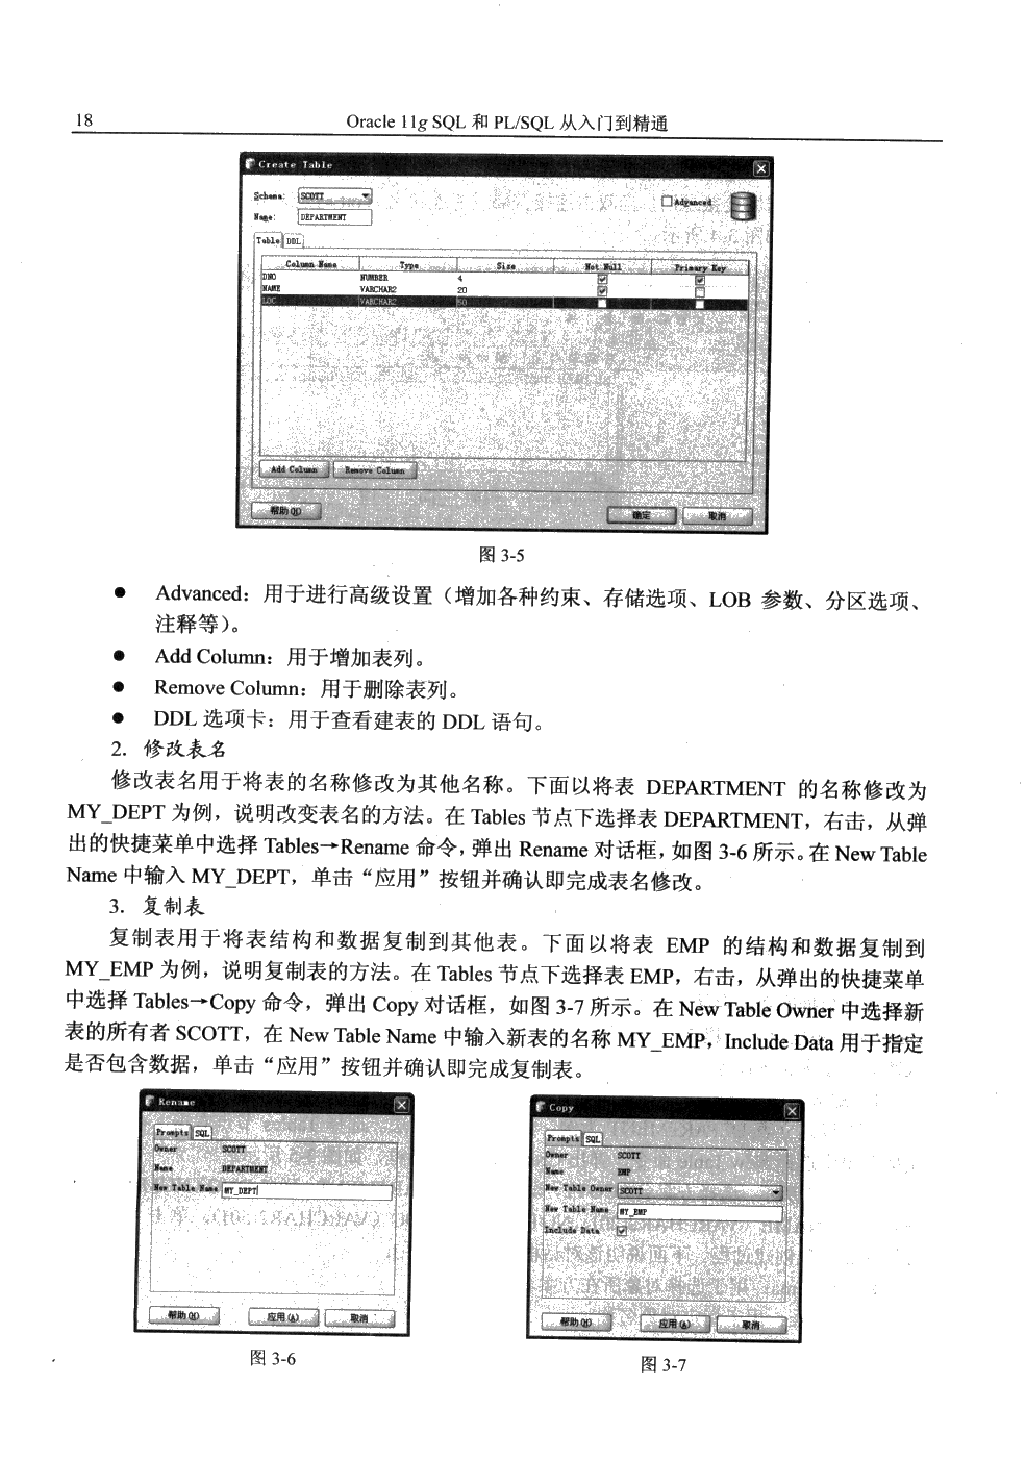 18
Oracle 11g SQL 和 PL/SQL 从入门到精通
Create Table
Schema: SCOTT
Advanced
Name: DEPARTMENT
Table DDL
Column Name Type Size Not Null Primary Key
DNO NUMBER 4
NAME VARCHAR2 20
LOC VARCHAR2 50
Add Column Remove Column
帮助(H) 确定 取消
图 3-5
● Advanced：用于进行高级设置（增加各种约束、存储选项、LOB 参数、分区选项、
注释等）。
● Add Column：用于增加表列。
● Remove Column：用于删除表列。
● DDL 选项卡：用于查看建表的 DDL 语句。
2. 修改表名
修改表名用于将表的名称修改为其他名称。下面以将表 DEPARTMENT 的名称修改为
MY_DEPT 为例，说明改变表名的方法。在 Tables 节点下选择表 DEPARTMENT，右击，从弹
出的快捷菜单中选择 Tables→Rename 命令，弹出 Rename 对话框，如图 3-6 所示。在 New Table
Name 中输入 MY_DEPT，单击“应用”按钮并确认即完成表名修改。
3. 复制表
复制表用于将表结构和数据复制到其他表。下面以将表 EMP 的结构和数据复制到
MY_EMP 为例，说明复制表的方法。在 Tables 节点下选择表 EMP，右击，从弹出的快捷菜单
中选择 Tables→Copy 命令，弹出 Copy 对话框，如图 3-7 所示。在 New Table Owner 中选择新
表的所有者 SCOTT，在 New Table Name 中输入新表的名称 MY_EMP，Include Data 用于指定
是否包含数据，单击“应用”按钮并确认即完成复制表。
Rename
Prompts SQL
Owner SCOTT
Name DEPARTMENT
New Table Name MY_DEPT
帮助(H) 应用(A) 取消
图 3-6
Copy
Prompts SQL
Owner SCOTT
Name EMP
New Table Owner SCOTT
New Table Name MY_EMP
Include Data
帮助(H) 应用(A) 取消
图 3-7